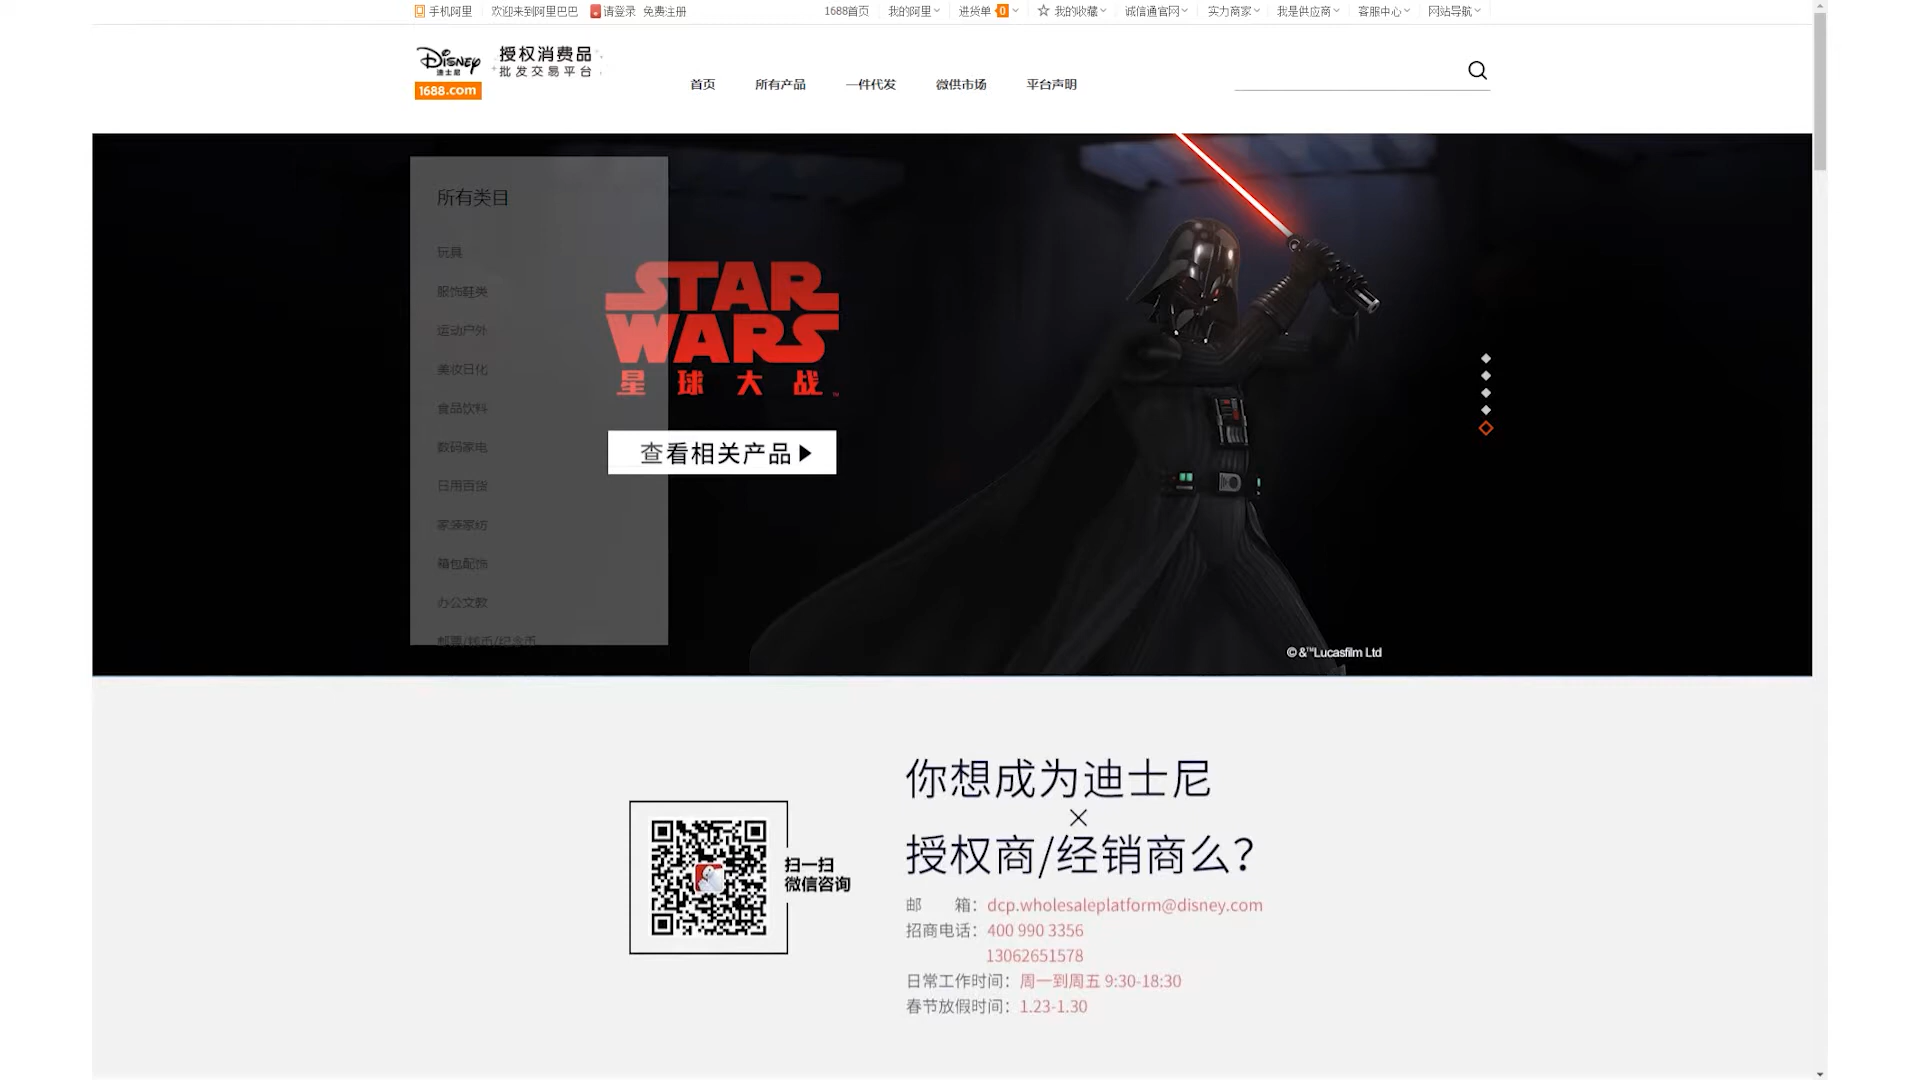 手机阿里 欢迎来到阿里巴巴 请登录 免费注册 1688首页 我的阿里 进货单 0 我的收藏 诚信通官网 实力商家 我是供应商 客服中心 网站导航
Disney 授权消费品
迪士尼 批发交易平台
1688.com
首页 所有产品 一件代发 微供市场 平台声明
所有类目
玩具
服饰鞋类
运动户外
美妆日化
食品饮料
数码家电
日用百货
家装家纺
箱包配饰
办公文教
邮票/钱币/纪念币
STAR
WARS
星球大战
查看相关产品
© &™Lucasfilm Ltd
扫一扫
微信咨询
你想成为迪士尼
×
授权商/经销商么?
邮 箱: dcp.wholesaleplatform@disney.com
招商电话: 400 990 3356
13062651578
日常工作时间: 周一到周五 9:30-18:30
春节放假时间: 1.23-1.30